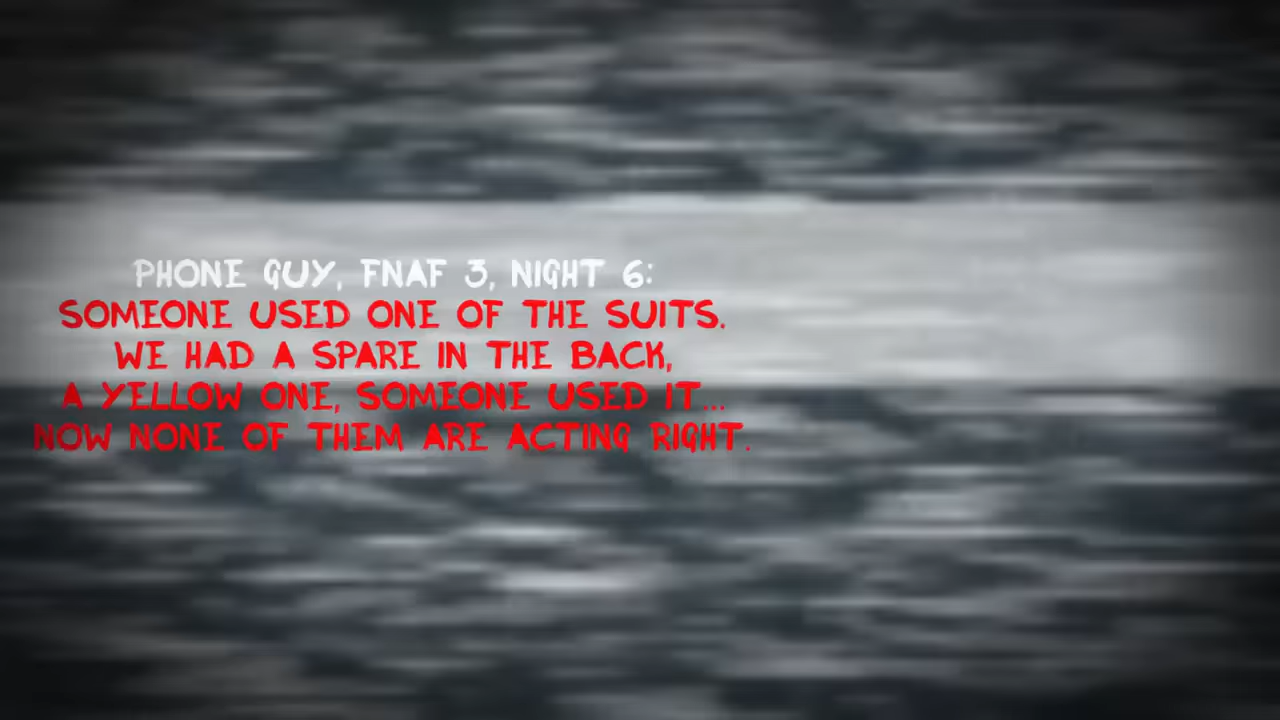 PHONE GUY, FNAF 3, NIGHT 6:
SOMEONE USED ONE OF THE SUITS.
WE HAD A SPARE IN THE BACK,
A YELLOW ONE, SOMEONE USED IT...
NOW NONE OF THEM ARE ACTING RIGHT.